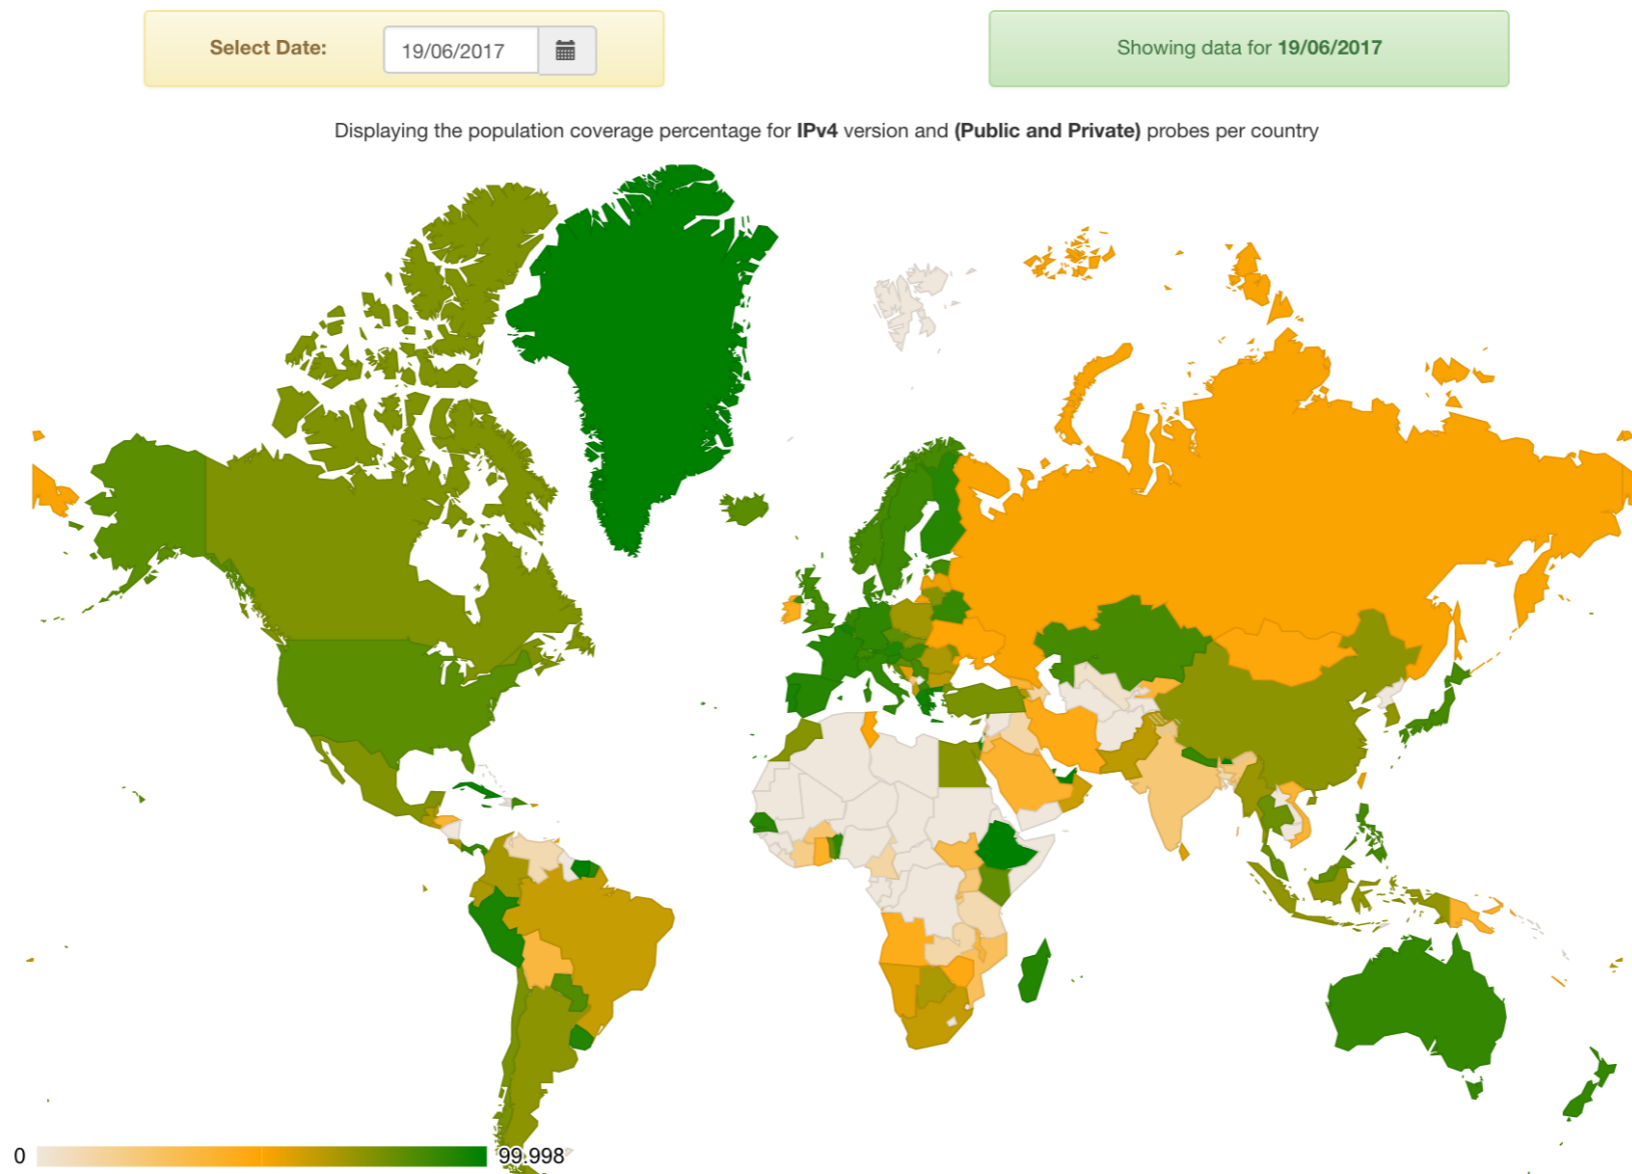 Select Date: 19/06/2017 Showing data for 19/06/2017
Displaying the population coverage percentage for IPv4 version and (Public and Private) probes per country
0 99.998